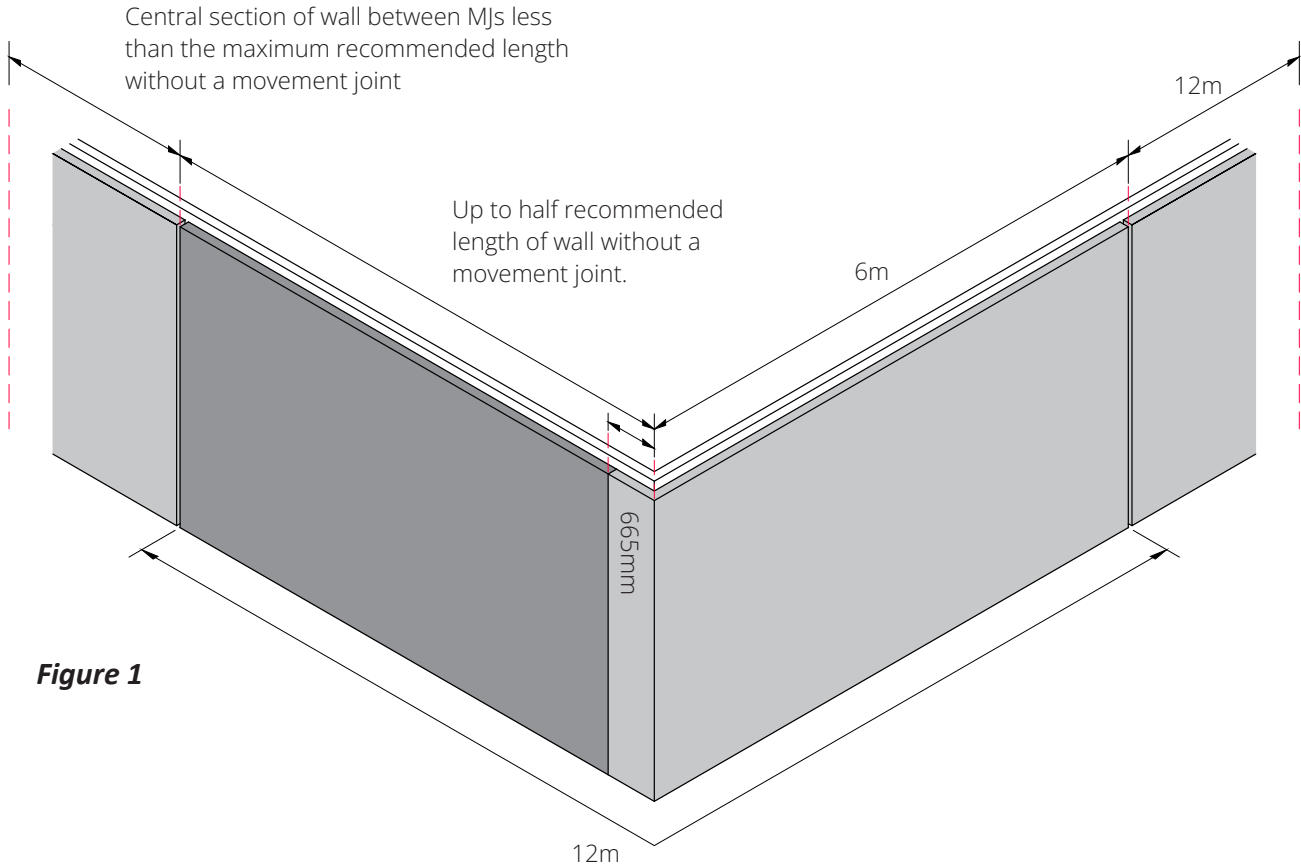 Central section of wall between MJs less
than the maximum recommended length
without a movement joint
12m
Up to half recommended
length of wall without a
movement joint.
6m
665mm
Figure 1
12m